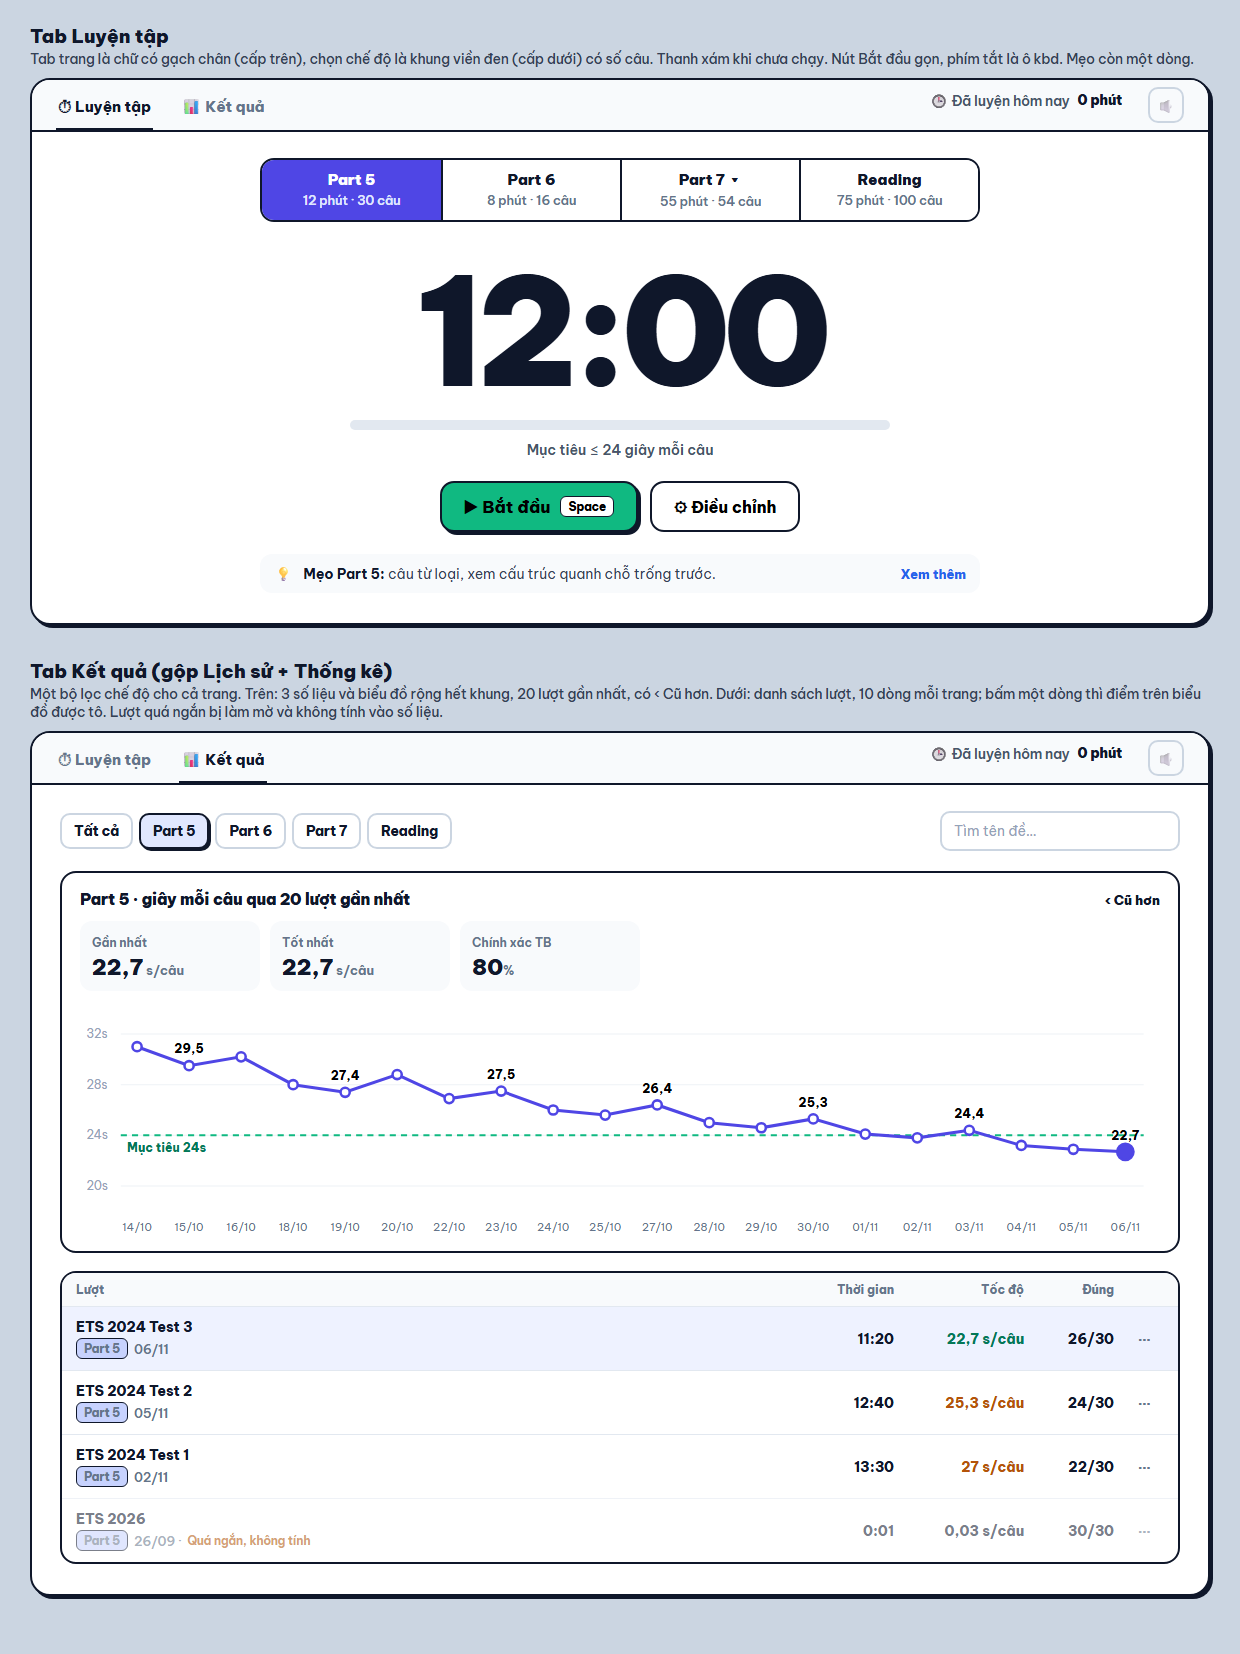 Tab Luyện tập
Tab trang là chữ có gạch chân (cấp trên), chọn chế độ là khung viền đen (cấp dưới) có số câu. Thanh xám khi chưa chạy. Nút Bắt đầu gọn, phím tắt là ô kbd. Mẹo còn một dòng.
Luyện tập Kết quả Đã luyện hôm nay 0 phút
Part 5 Part 6 Part 7 Reading
12 phút · 30 câu 8 phút · 16 câu 55 phút · 54 câu 75 phút · 100 câu
12:00
Mục tiêu ≤ 24 giây mỗi câu
Bắt đầu Space Điều chỉnh
Mẹo Part 5: câu từ loại, xem cấu trúc quanh chỗ trống trước. Xem thêm
Tab Kết quả (gộp Lịch sử + Thống kê)
Một bộ lọc chế độ cho cả trang. Trên: 3 số liệu và biểu đồ rộng hết khung, 20 lượt gần nhất, có ‹ Cũ hơn. Dưới: danh sách lượt, 10 dòng mỗi trang; bấm một dòng thì điểm trên biểu
đồ được tô. Lượt quá ngắn bị làm mờ và không tính vào số liệu.
Luyện tập Kết quả Đã luyện hôm nay 0 phút
Tất cả Part 5 Part 6 Part 7 Reading Tìm tên đề...
Part 5 · giây mỗi câu qua 20 lượt gần nhất ‹ Cũ hơn
Gần nhất Tốt nhất Chính xác TB
22,7 s/câu 22,7 s/câu 80%
32s
29,5
27,4
27,5
28s
26,4
25,3
24,4
24s
22,7
Mục tiêu 24s
20s
14/10 15/10 16/10 18/10 19/10 20/10 22/10 23/10 24/10 25/10 27/10 28/10 29/10 30/10 01/11 02/11 03/11 04/11 05/11 06/11
Lượt Thời gian Tốc độ Đúng
ETS 2024 Test 3
Part 5 06/11 11:20 22,7 s/câu 26/30 ...
ETS 2024 Test 2
Part 5 05/11 12:40 25,3 s/câu 24/30 ...
ETS 2024 Test 1
Part 5 02/11 13:30 27 s/câu 22/30 ...
ETS 2026
Part 5 26/09 · Quá ngắn, không tính 0:01 0,03 s/câu 30/30 ...